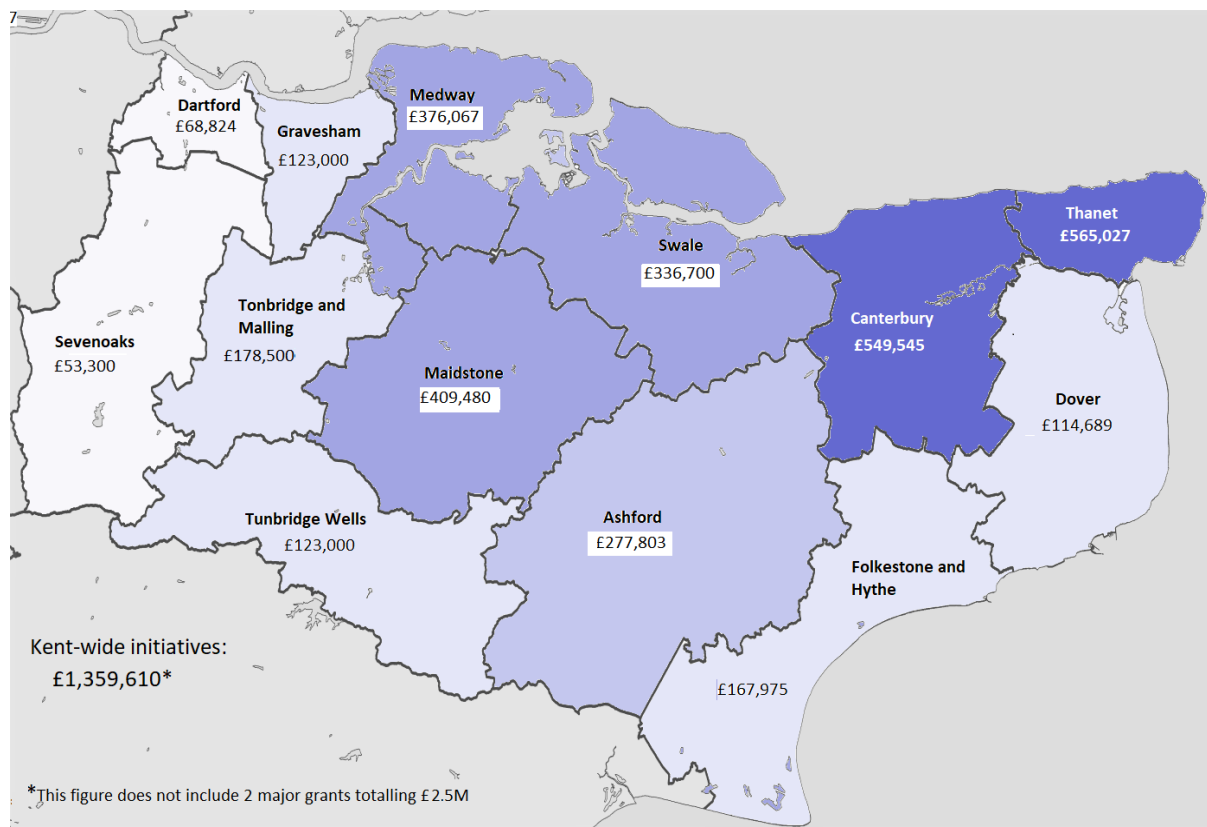 7
Dartford
£68,824
Gravesham
£123,000
Medway
£376,067
Thanet
£565,027
Swale
£336,700
Canterbury
£549,545
Tonbridge and
Malling
£178,500
Sevenoaks
£53,300
Maidstone
£409,480
Dover
£114,689
Tunbridge Wells
£123,000
Ashford
£277,803
Folkestone and
Hythe
£167,975
Kent-wide initiatives:
£1,359,610*
*This figure does not include 2 major grants totalling £2.5M